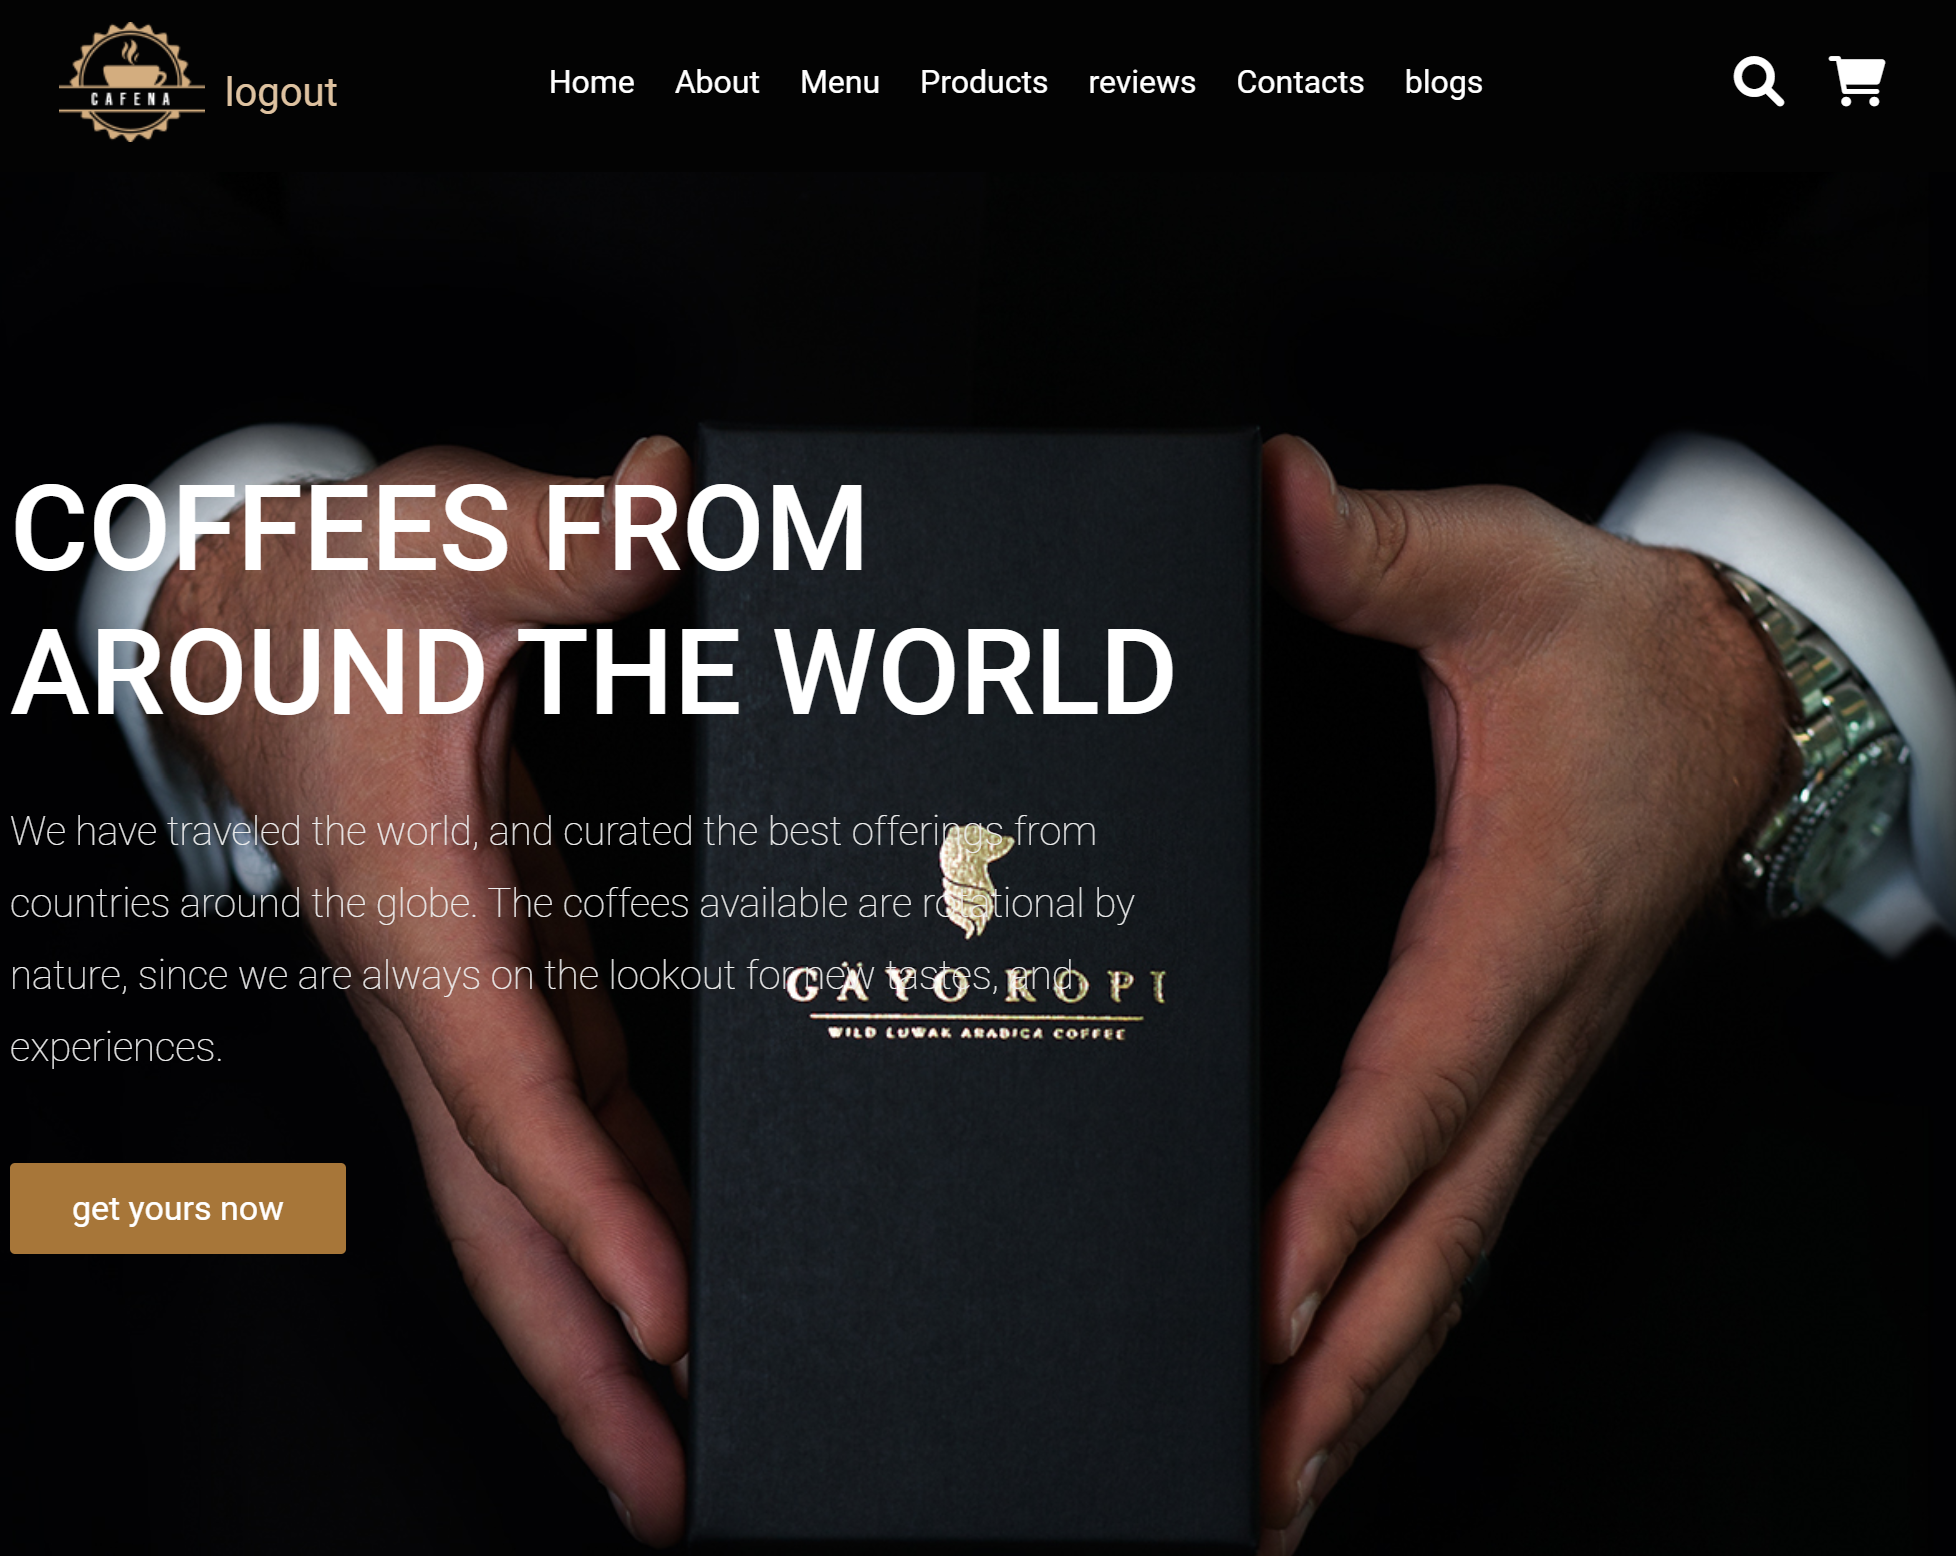 CAFENA
logout
Home
About
Menu
Products
reviews
Contacts
blogs
COFFEES FROM
AROUND THE WORLD
We have traveled the world, and curated the best offerings from
countries around the globe. The coffees available are rotational by
nature, since we are always on the lookout for new tastes, and
experiences.
GÄYO KOPI
WILD LUWAK ARABICA COFFEE
get yours now